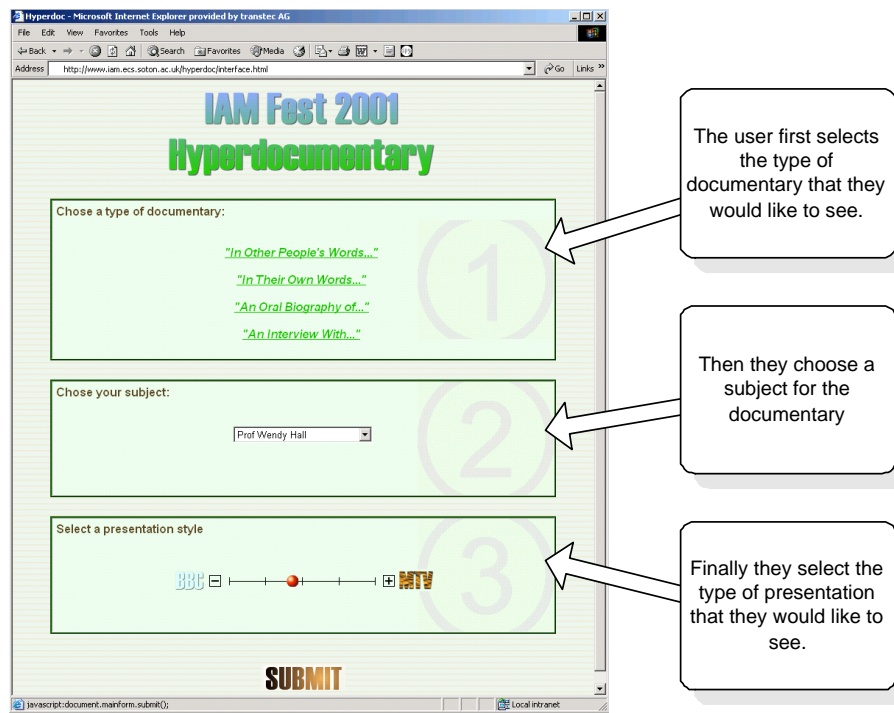 Hyperdoc - Microsoft Internet Explorer provided by transtec AG
File Edit View Favorites Tools Help
Back Search Favorites Media
Address http://www.iam.ecs.soton.ac.uk/hyperdoc/interface.html Go Links »
IAM Fest 2001
Hyperdocumentary
Chose a type of documentary:
1
"In Other People's Words..."
"In Their Own Words..."
"An Oral Biography of..."
"An Interview With..."
The user first selects
the type of
documentary that they
would like to see.
Chose your subject:
2
Prof Wendy Hall
Then they choose a
subject for the
documentary
Select a presentation style
3
BBC MTV
Finally they select the
type of presentation
that they would like to
see.
SUBMIT
javascript:document.mainform.submit(); Local intranet